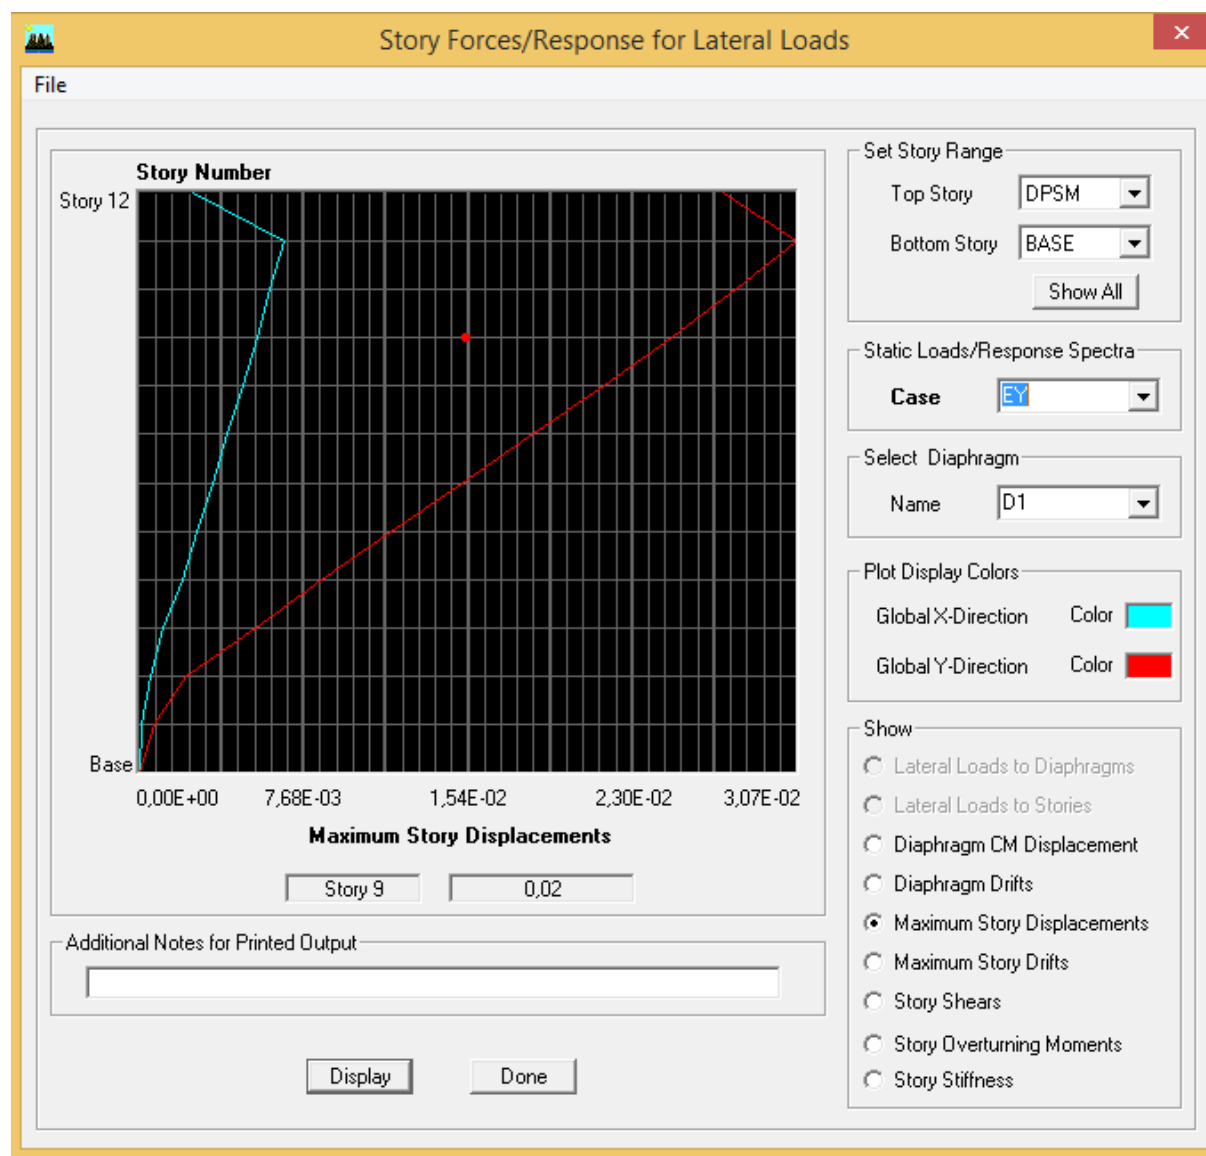 Story Forces/Response for Lateral Loads
File
Story Number
Story 12
Base
0,00E+00 7,68E-03 1,54E-02 2,30E-02 3,07E-02
Maximum Story Displacements
Story 9 0,02
Additional Notes for Printed Output
Display Done
Set Story Range
Top Story DPSM
Bottom Story BASE
Show All
Static Loads/Response Spectra
Case EY
Select Diaphragm
Name D1
Plot Display Colors
Global X-Direction Color
Global Y-Direction Color
Show
Lateral Loads to Diaphragms
Lateral Loads to Stories
Diaphragm CM Displacement
Diaphragm Drifts
Maximum Story Displacements
Maximum Story Drifts
Story Shears
Story Overturning Moments
Story Stiffness